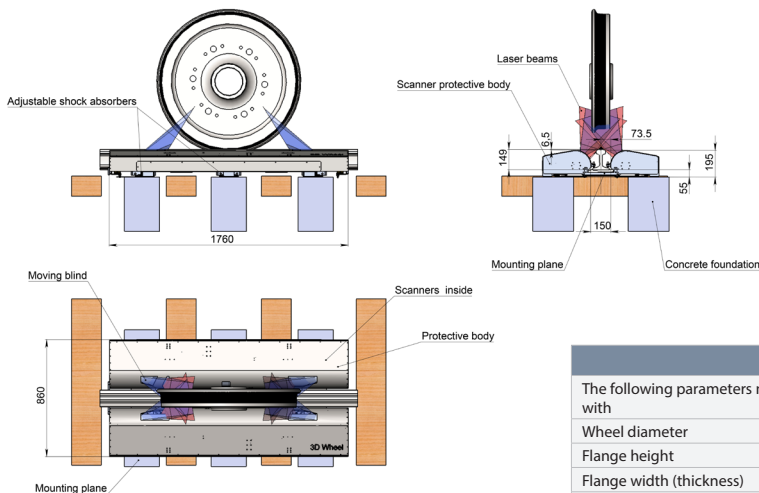 Adjustable shock absorbers
1760
Laser beams
Scanner protective body
73.5
6.5
149
195
55
150
Mounting plane
Concrete foundation
Moving blind
Scanners inside
Protective body
860
3D Wheel
Mounting plane
The following parameters
with
Wheel diameter
Flange height
Flange width (thickness)